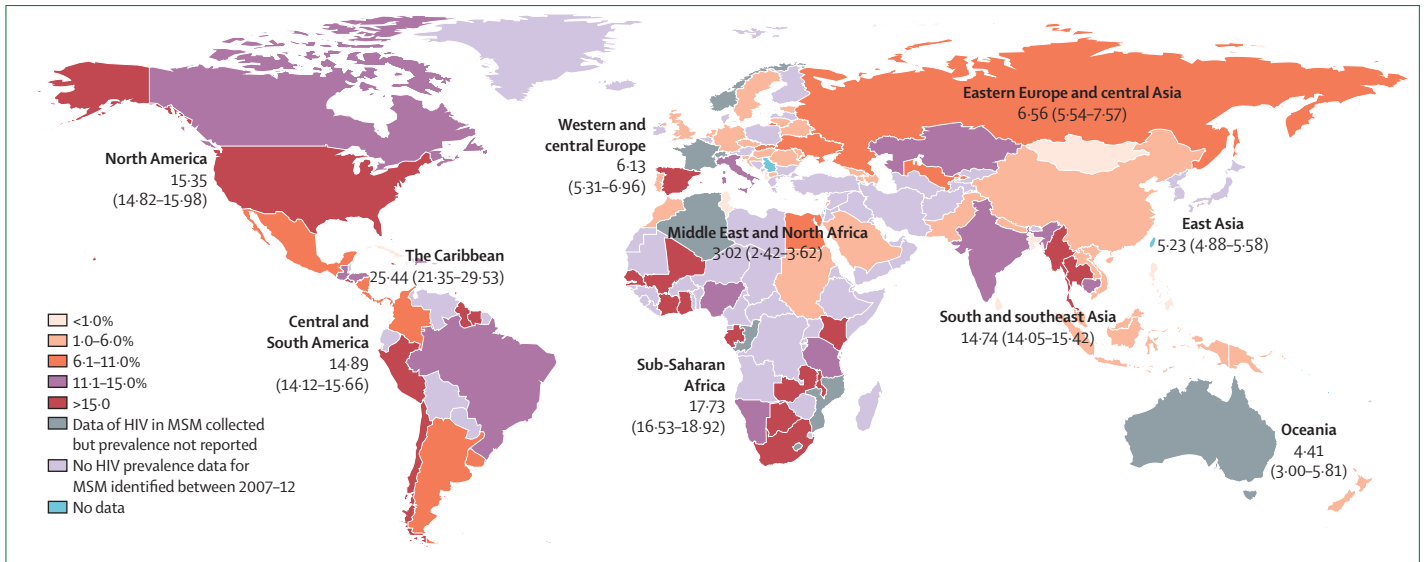 Eastern Europe and central Asia
6·56 (5·54–7·57)
Western and
central Europe
6·13
(5·31–6·96)
North America
15·35
(14·82–15·98)
East Asia
5·23 (4·88–5·58)
Middle East and North Africa
3·02 (2·42–3·62)
The Caribbean
25·44 (21·35–29·53)
South and southeast Asia
14·74 (14·05–15·42)
Central and
South America
14·89
(14·12–15·66)
Sub-Saharan
Africa
17·73
(16·53–18·92)
Oceania
4·41
(3·00–5·81)
<1·0%
1·0–6·0%
6·1–11·0%
11·1–15·0%
>15·0
Data of HIV in MSM collected
but prevalence not reported
No HIV prevalence data for
MSM identified between 2007–12
No data